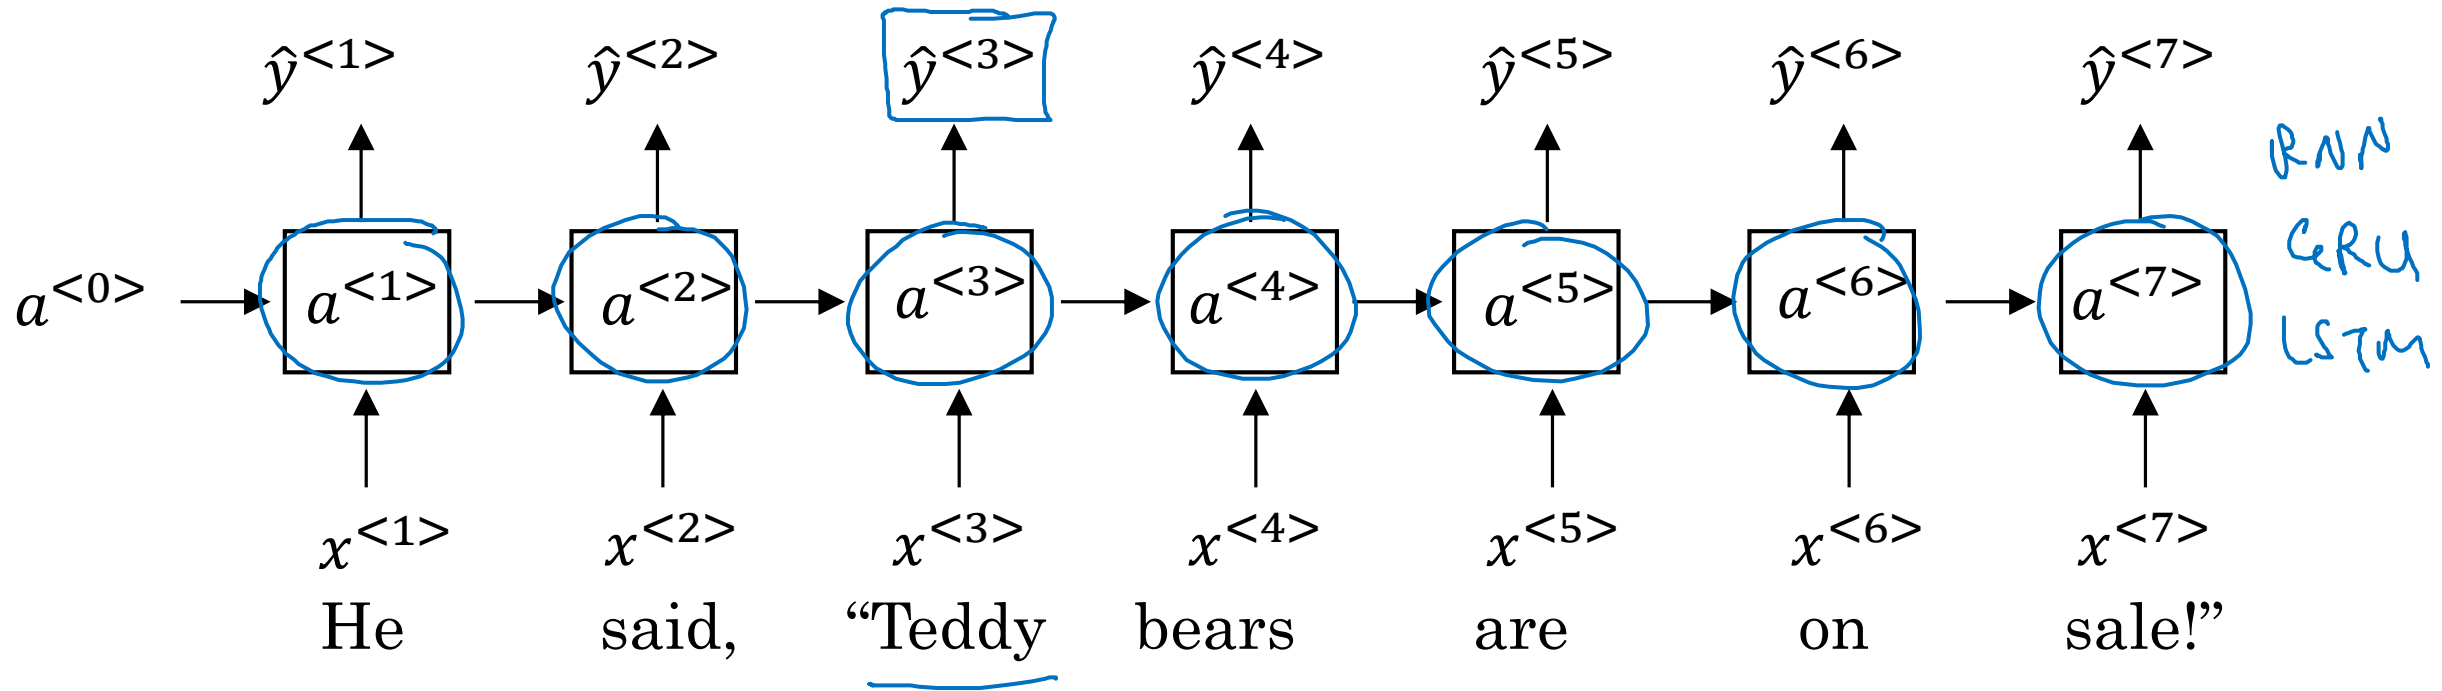 ŷ<1> ŷ<2> ŷ<3> ŷ<4> ŷ<5> ŷ<6> ŷ<7>
RNN
GRU
LSTM
a<0> a<1> a<2> a<3> a<4> a<5> a<6> a<7>
x<1> x<2> x<3> x<4> x<5> x<6> x<7>
He said, “Teddy bears are on sale!”